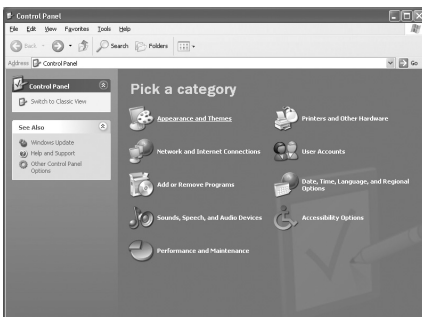 Control Panel
File Edit View Favorites Tools Help
Back Search Folders
Address Control Panel Go
Control Panel
Switch to Classic View
See Also
Windows Update
Help and Support
Other Control Panel
Options
Pick a category
Appearance and Themes
Printers and Other Hardware
Network and Internet Connections
User Accounts
Add or Remove Programs
Date, Time, Language, and Regional
Options
Sounds, Speech, and Audio Devices
Accessibility Options
Performance and Maintenance